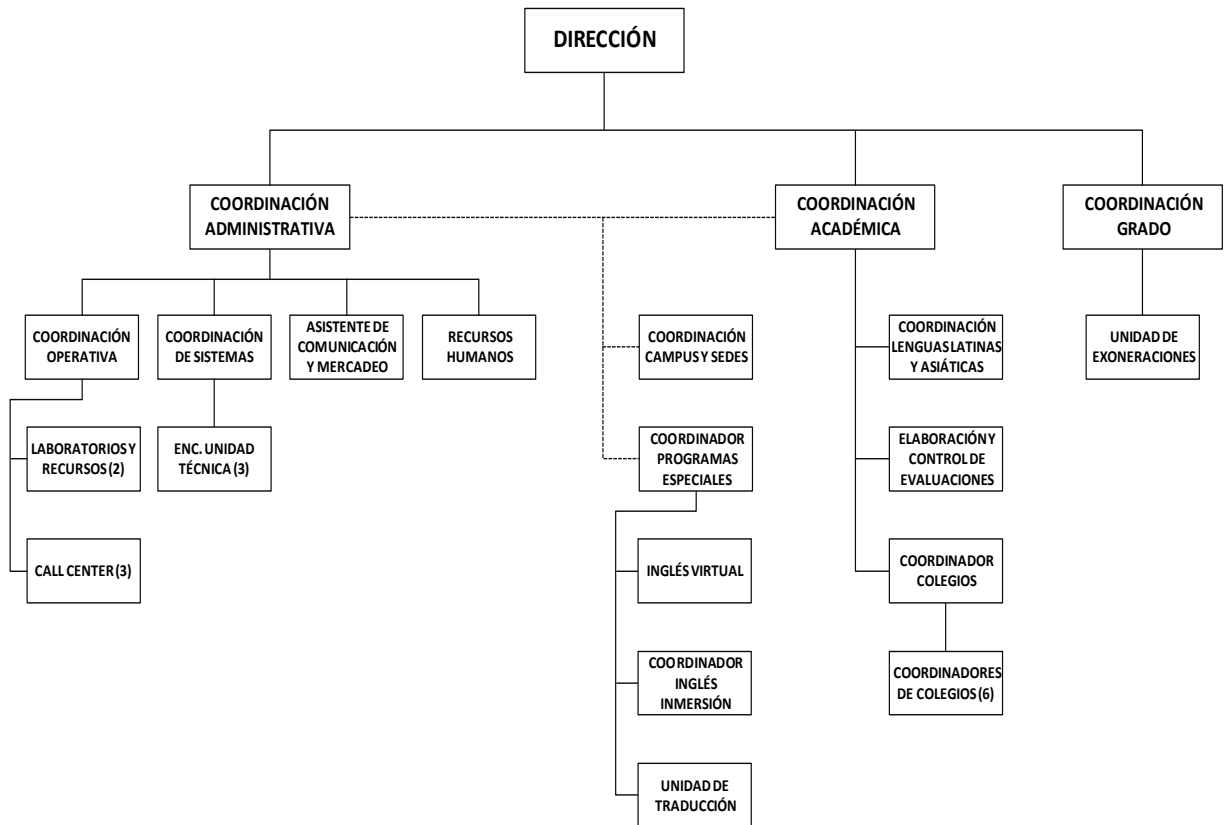 DIRECCIÓN
COORDINACIÓN
ADMINISTRATIVA
COORDINACIÓN
ACADÉMICA
COORDINACIÓN
GRADO
COORDINACIÓN
OPERATIVA
COORDINACIÓN
DE SISTEMAS
ASISTENTE DE
COMUNICACIÓN
Y MERCADEO
RECURSOS
HUMANOS
COORDINACIÓN
CAMPUS Y SEDES
COORDINACIÓN
LENGUAS LATINAS
Y ASIÁTICAS
UNIDAD DE
EXONERACIONES
LABORATORIOS Y
RECURSOS (2)
ENC. UNIDAD
TÉCNICA (3)
COORDINADOR
PROGRAMAS
ESPECIALES
ELABORACIÓN Y
CONTROL DE
EVALUACIONES
CALL CENTER (3)
INGLÉS VIRTUAL
COORDINADOR
COLEGIOS
COORDINADOR
INGLÉS
INMERSIÓN
COORDINADORES
DE COLEGIOS (6)
UNIDAD DE
TRADUCCIÓN